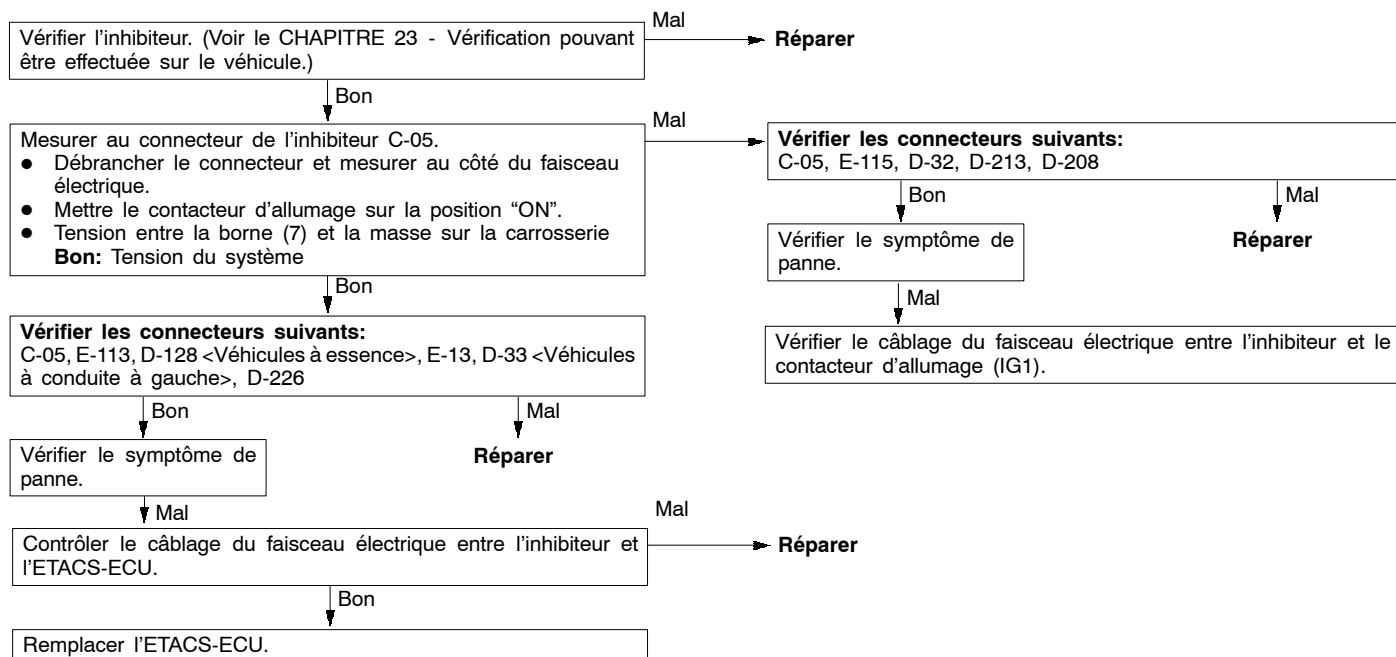 Vérifier l'inhibiteur. (Voir le CHAPITRE 23 - Vérification pouvant
être effectuée sur le véhicule.)
Mal
Réparer
Bon
Mesurer au connecteur de l'inhibiteur C-05.
● Débrancher le connecteur et mesurer au côté du faisceau
électrique.
● Mettre le contacteur d'allumage sur la position “ON”.
● Tension entre la borne (7) et la masse sur la carrosserie
Bon: Tension du système
Mal
Vérifier les connecteurs suivants:
C-05, E-115, D-32, D-213, D-208
Bon
Mal
Vérifier le symptôme de
panne.
Réparer
Mal
Vérifier le câblage du faisceau électrique entre l'inhibiteur et le
contacteur d'allumage (IG1).
Bon
Vérifier les connecteurs suivants:
C-05, E-113, D-128 <Véhicules à essence>, E-13, D-33 <Véhicules
à conduite à gauche>, D-226
Bon
Mal
Vérifier le symptôme de
panne.
Réparer
Mal
Contrôler le câblage du faisceau électrique entre l'inhibiteur et
l'ETACS-ECU.
Mal
Réparer
Bon
Remplacer l'ETACS-ECU.